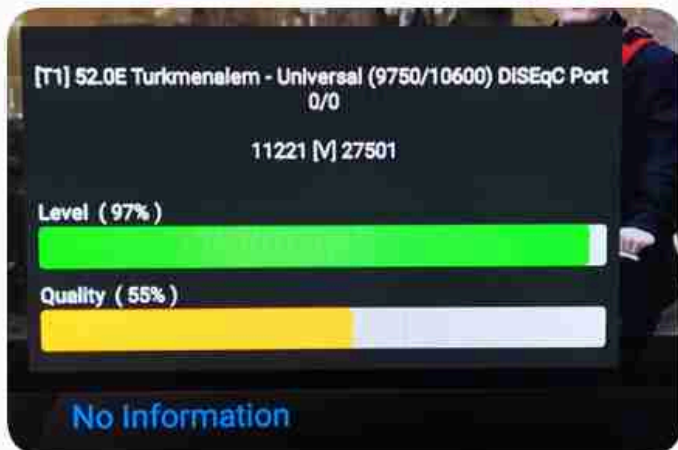 [T1] 52.0E Turkmenalem - Universal (9750/10600) DISEqC Port
0/0
11221 [V] 27501
Level ( 97% )
Quality ( 55% )
No Information